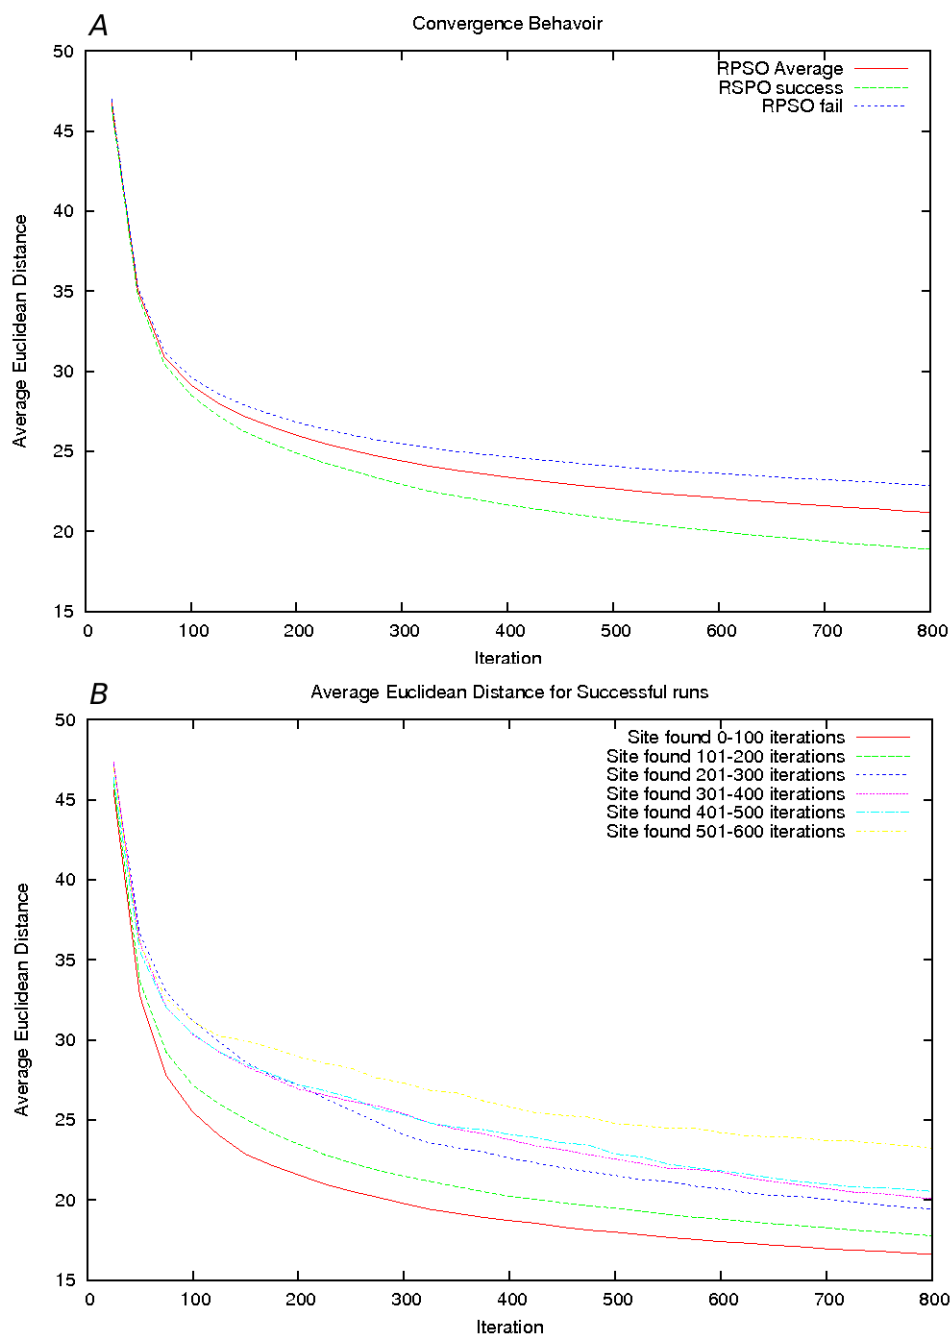 A
Convergence Behavoir
50
45
40
35
30
25
20
15
Average Euclidean Distance
RPSO Average
RSPO success
RPSO fail
0 100 200 300 400 500 600 700 800
Iteration
B
Average Euclidean Distance for Successful runs
50
45
40
35
30
25
20
15
Average Euclidean Distance
Site found 0-100 iterations
Site found 101-200 iterations
Site found 201-300 iterations
Site found 301-400 iterations
Site found 401-500 iterations
Site found 501-600 iterations
0 100 200 300 400 500 600 700 800
Iteration